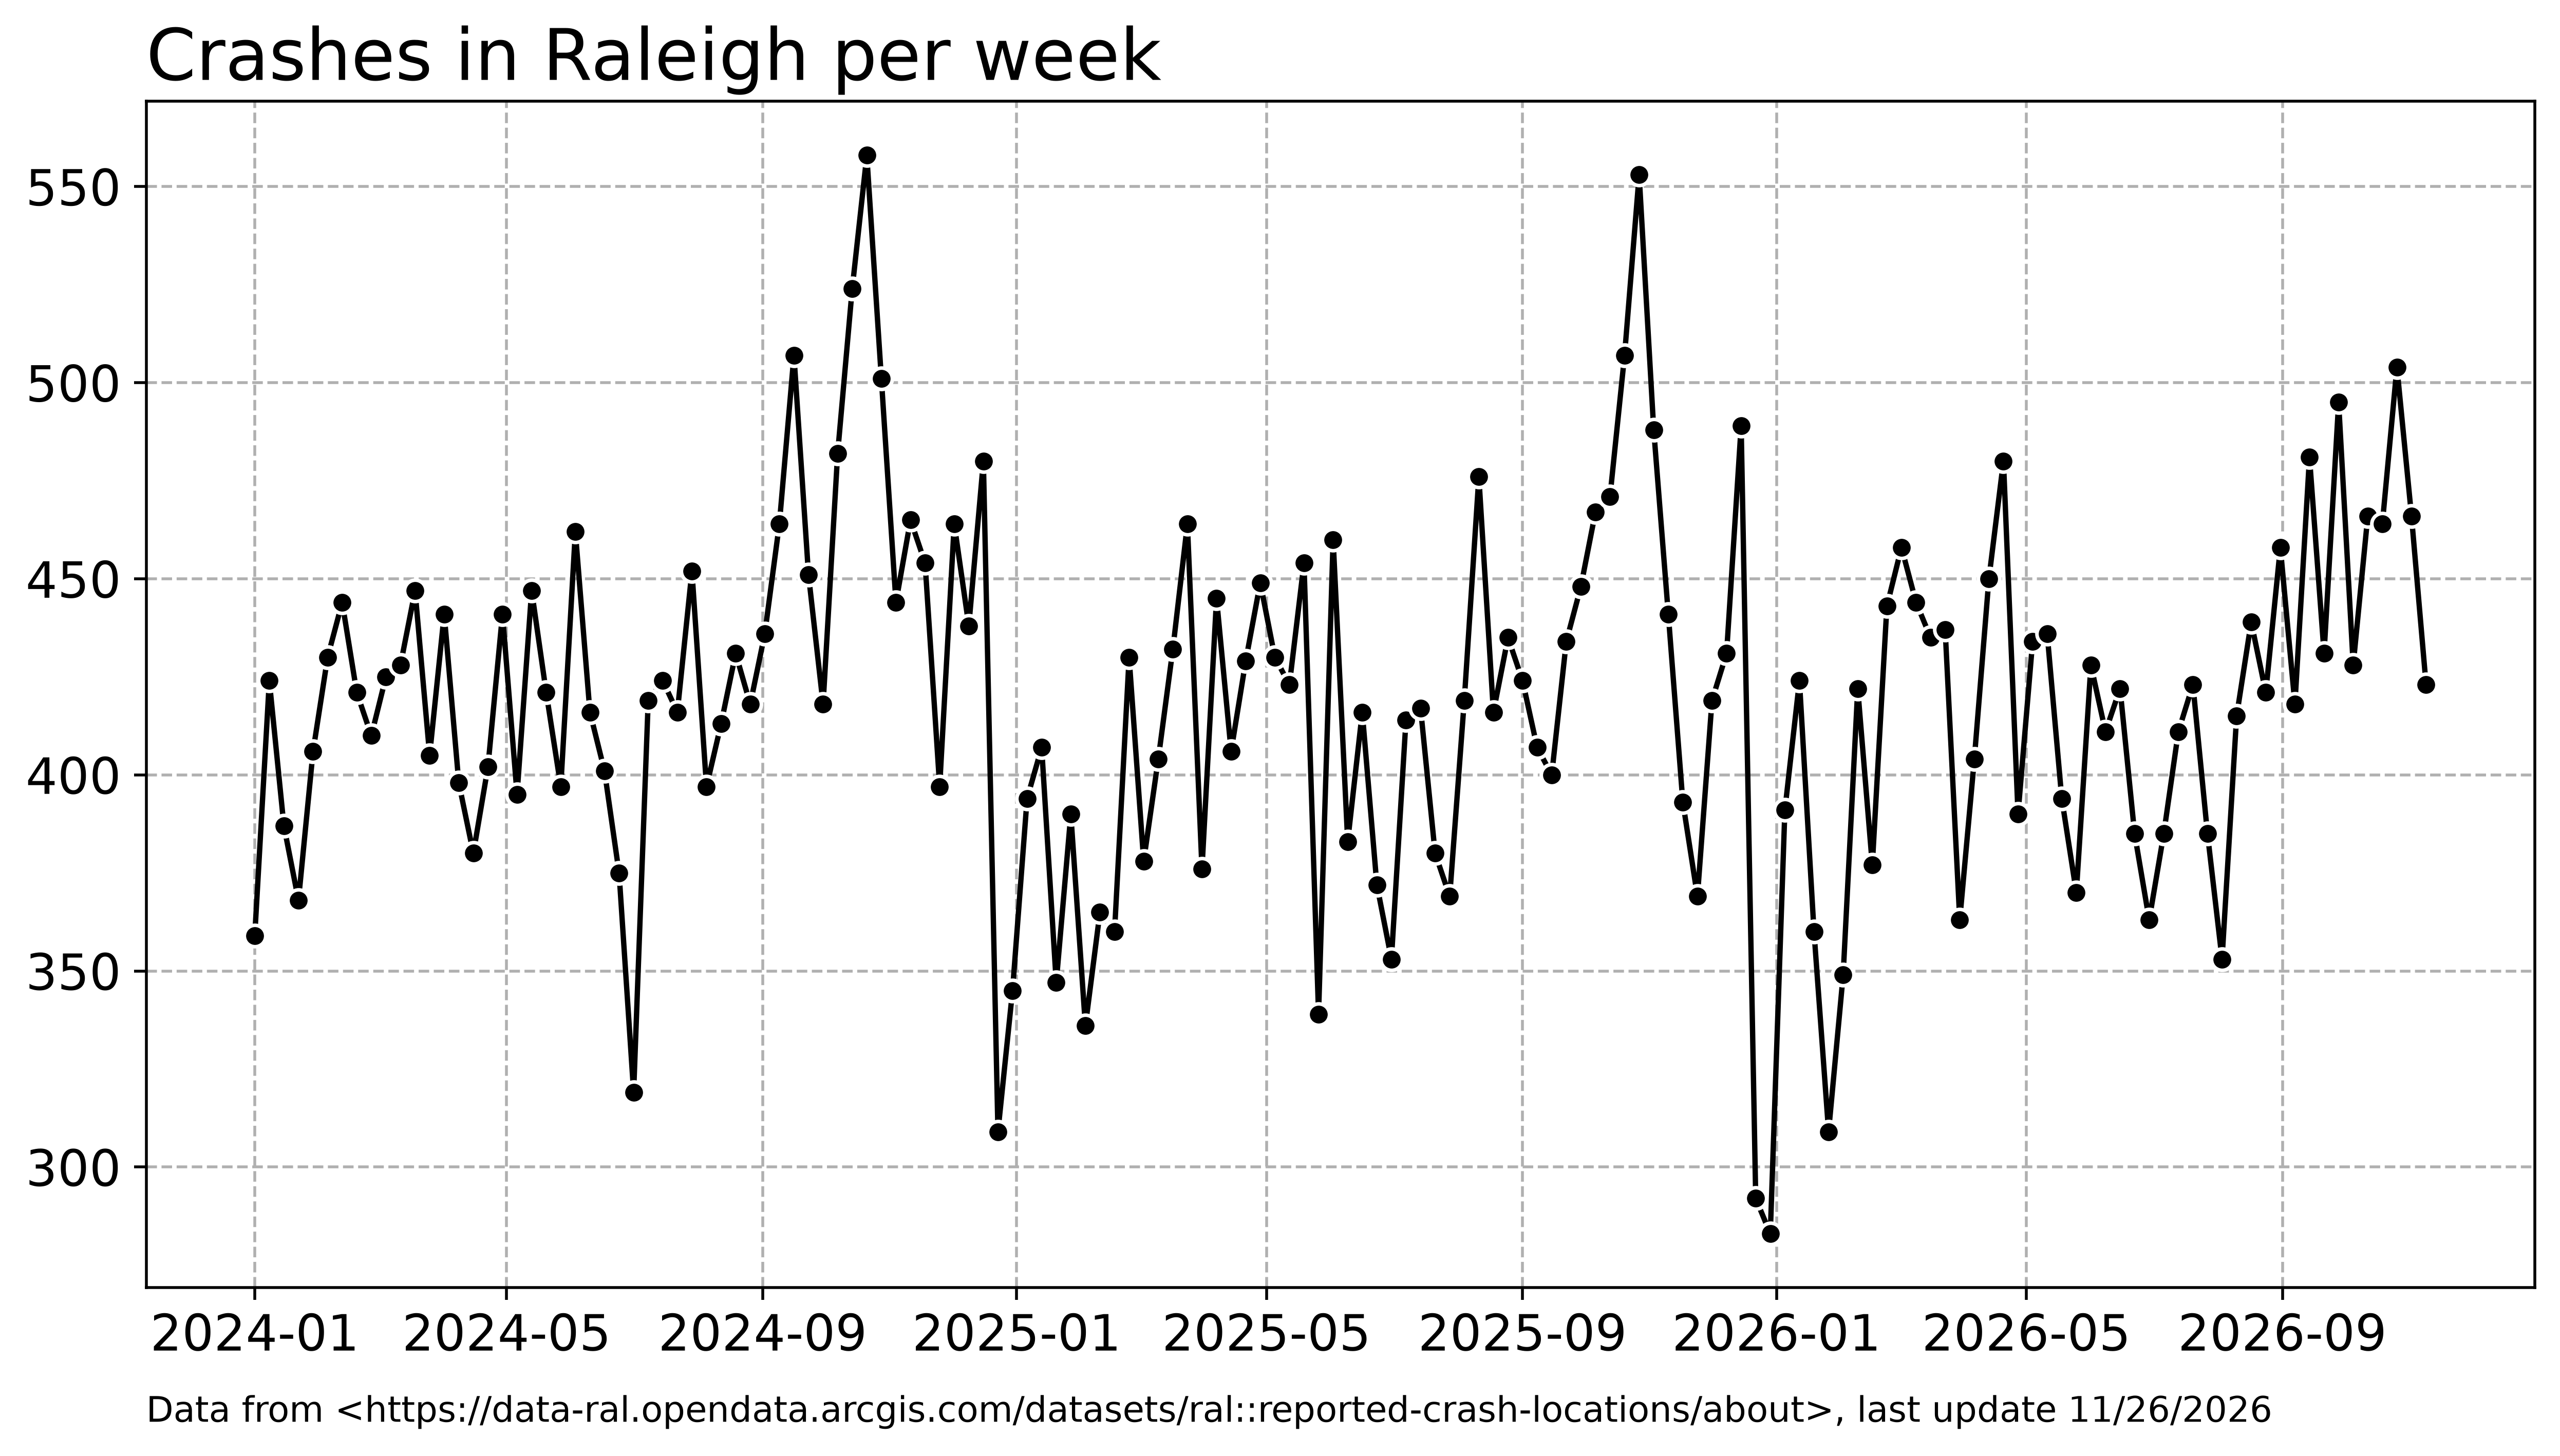 Crashes in Raleigh per week
550
500
450
400
350
300
2024-01 2024-05 2024-09 2025-01 2025-05 2025-09 2026-01 2026-05 2026-09
Data from <https://data-ral.opendata.arcgis.com/datasets/ral::reported-crash-locations/about>, last update 11/26/2026